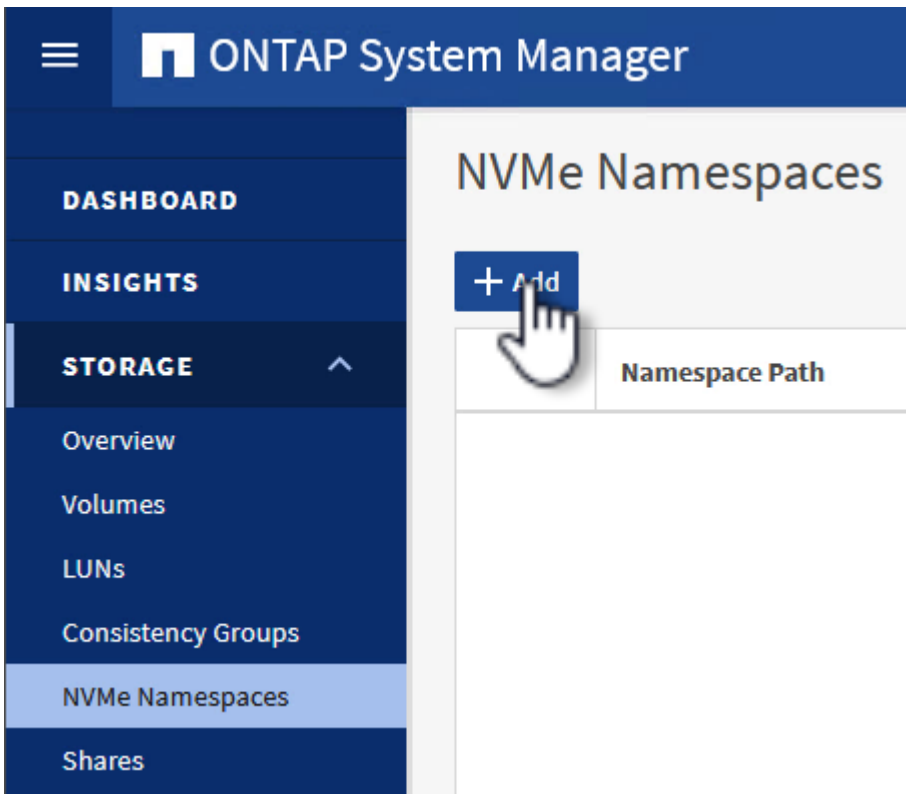 ONTAP System Manager
DASHBOARD
INSIGHTS
STORAGE
Overview
Volumes
LUNs
Consistency Groups
NVMe Namespaces
Shares
NVMe Namespaces
Add
Namespace Path